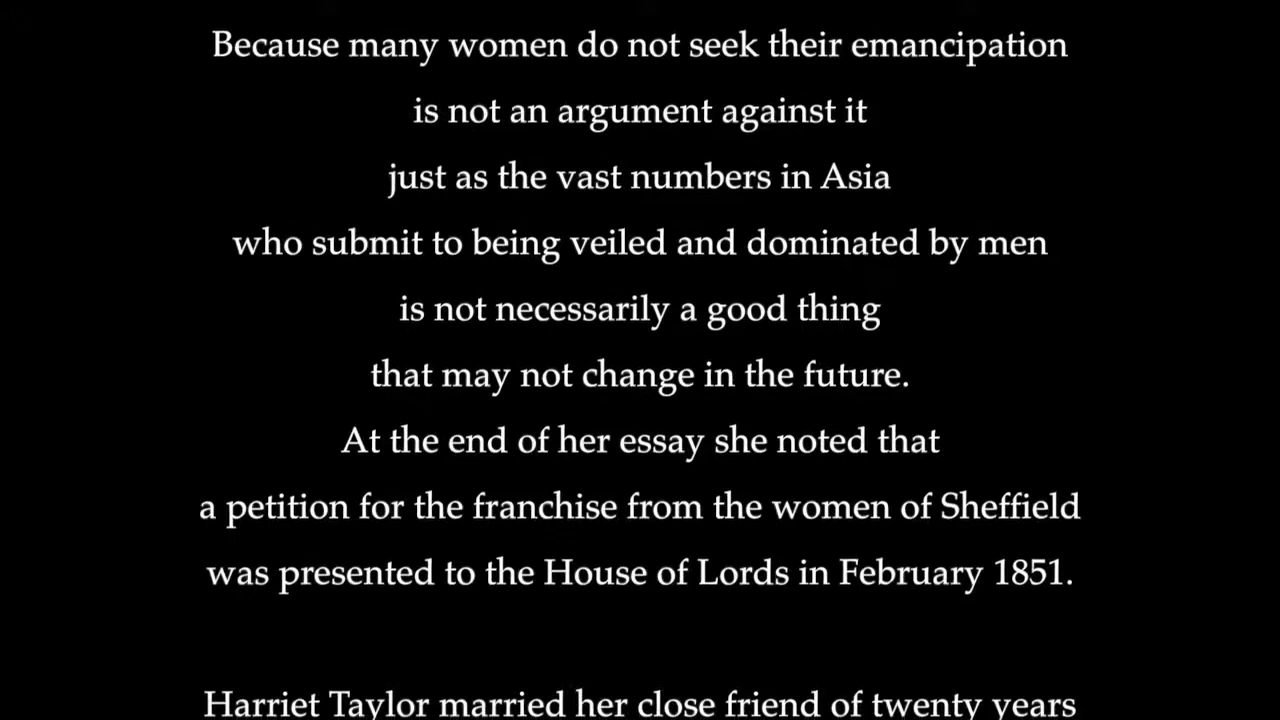 Because many women do not seek their emancipation
is not an argument against it
just as the vast numbers in Asia
who submit to being veiled and dominated by men
is not necessarily a good thing
that may not change in the future.
At the end of her essay she noted that
a petition for the franchise from the women of Sheffield
was presented to the House of Lords in February 1851.
Harriet Taylor married her close friend of twenty years